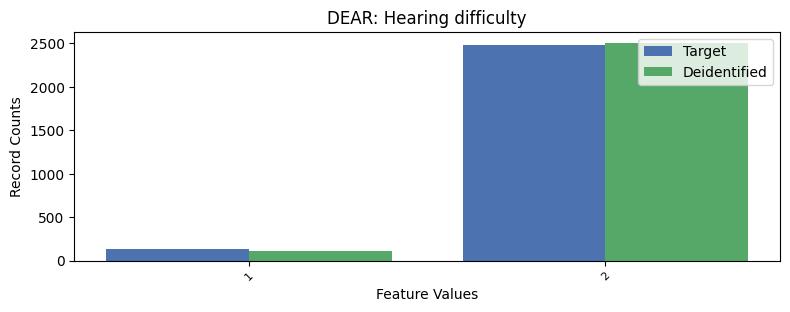 DEAR: Hearing difficulty
Target
Deidentified
Record Counts
2500
2000
1500
1000
500
0
1
2
Feature Values